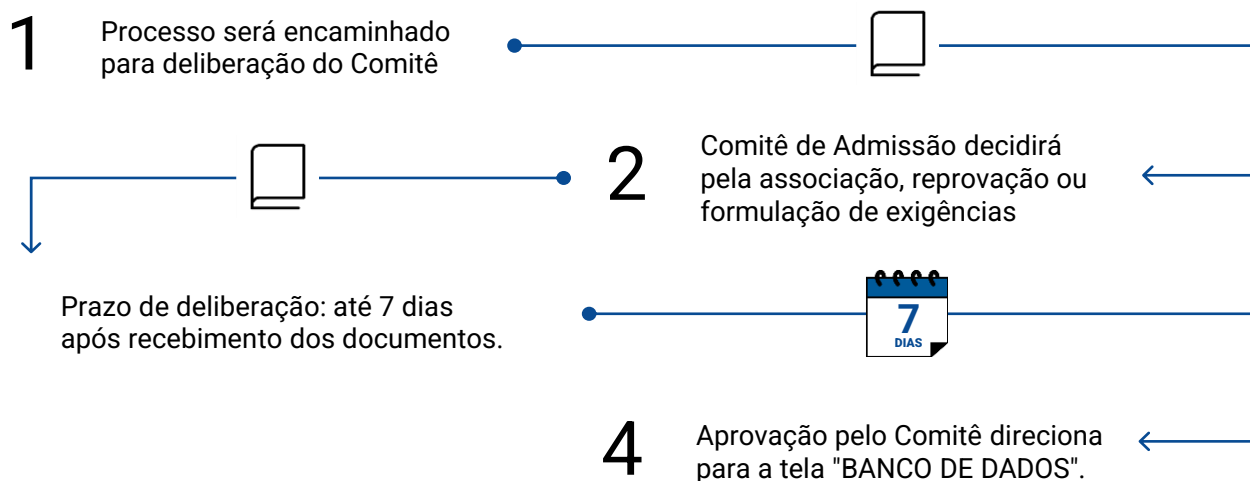 1
Processo será encaminhado
para deliberação do Comitê
2
Comitê de Admissão decidirá
pela associação, reprovação ou
formulação de exigências
Prazo de deliberação: até 7 dias
após recebimento dos documentos.
7
DIAS
4
Aprovação pelo Comitê direciona
para a tela "BANCO DE DADOS".